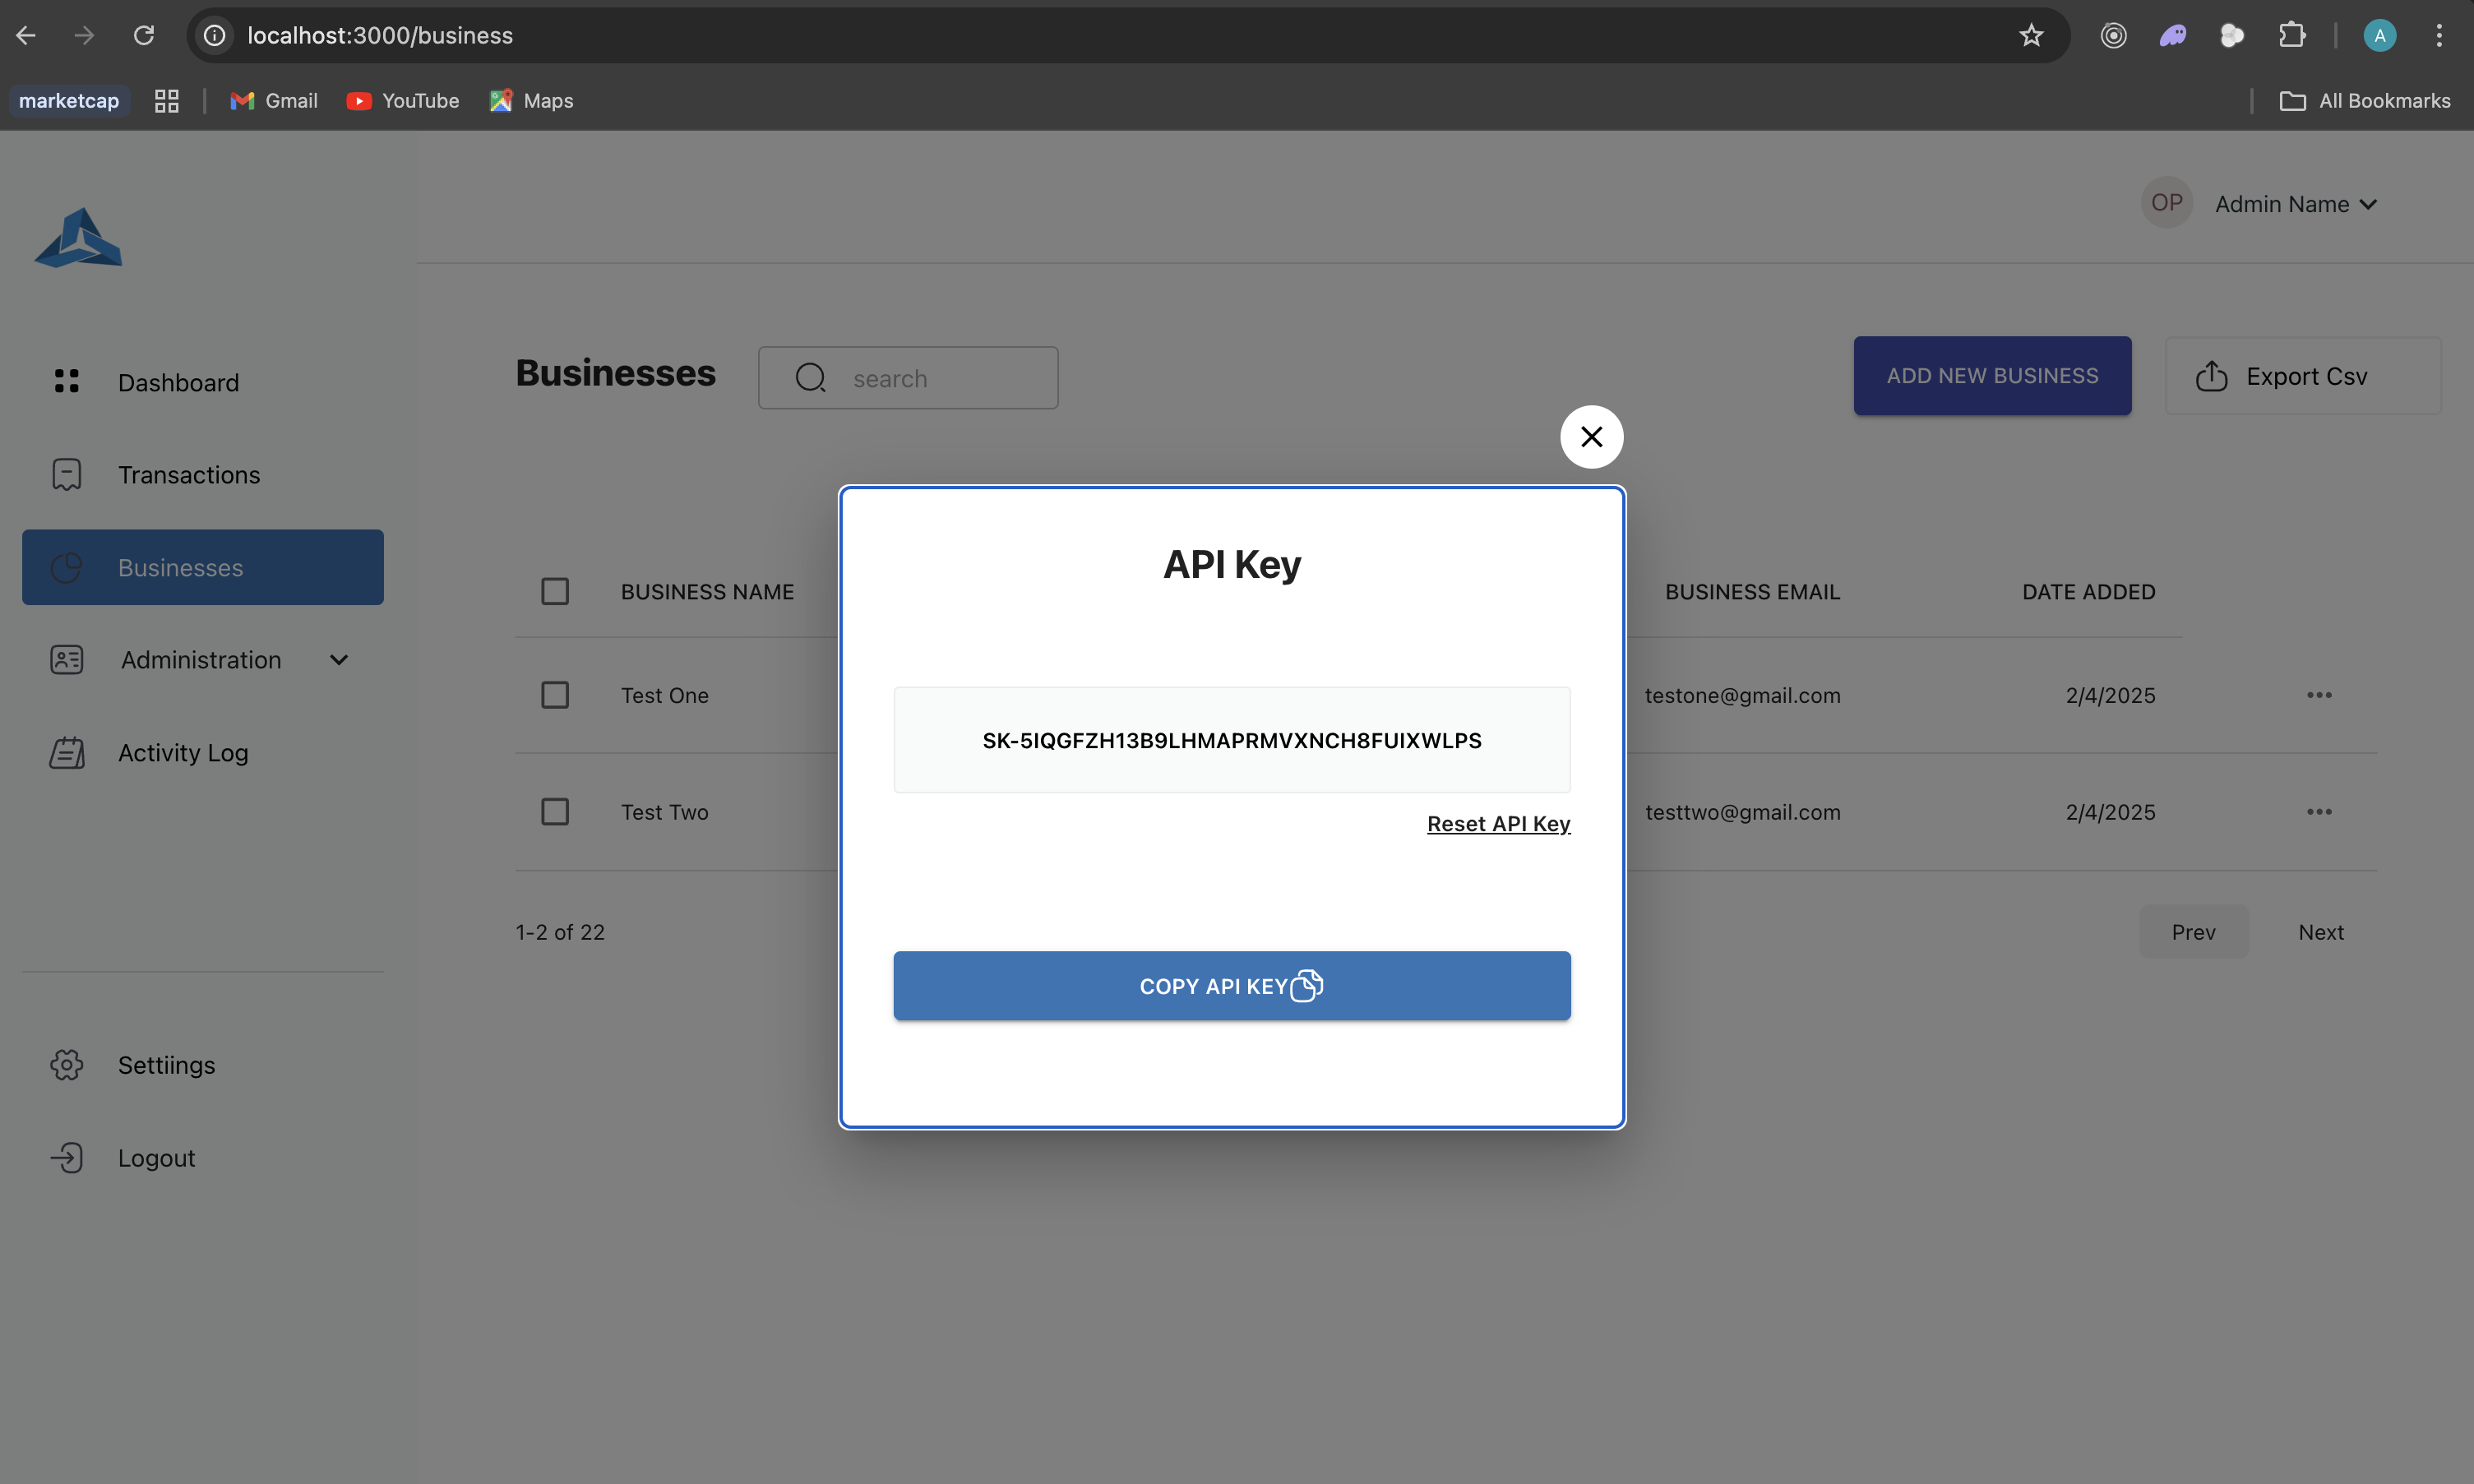 localhost:3000/business
marketcap Gmail YouTube Maps All Bookmarks
A
OP Admin Name
Dashboard
Transactions
Businesses
Administration
Activity Log
Settiings
Logout
Businesses search ADD NEW BUSINESS Export Csv
BUSINESS NAME BUSINESS EMAIL DATE ADDED
Test One testone@gmail.com 2/4/2025
Test Two testtwo@gmail.com 2/4/2025
1-2 of 22 Prev Next
API Key
SK-5IQGFZH13B9LHMAPRMVXNCH8FUIXWLPS
Reset API Key
COPY API KEY